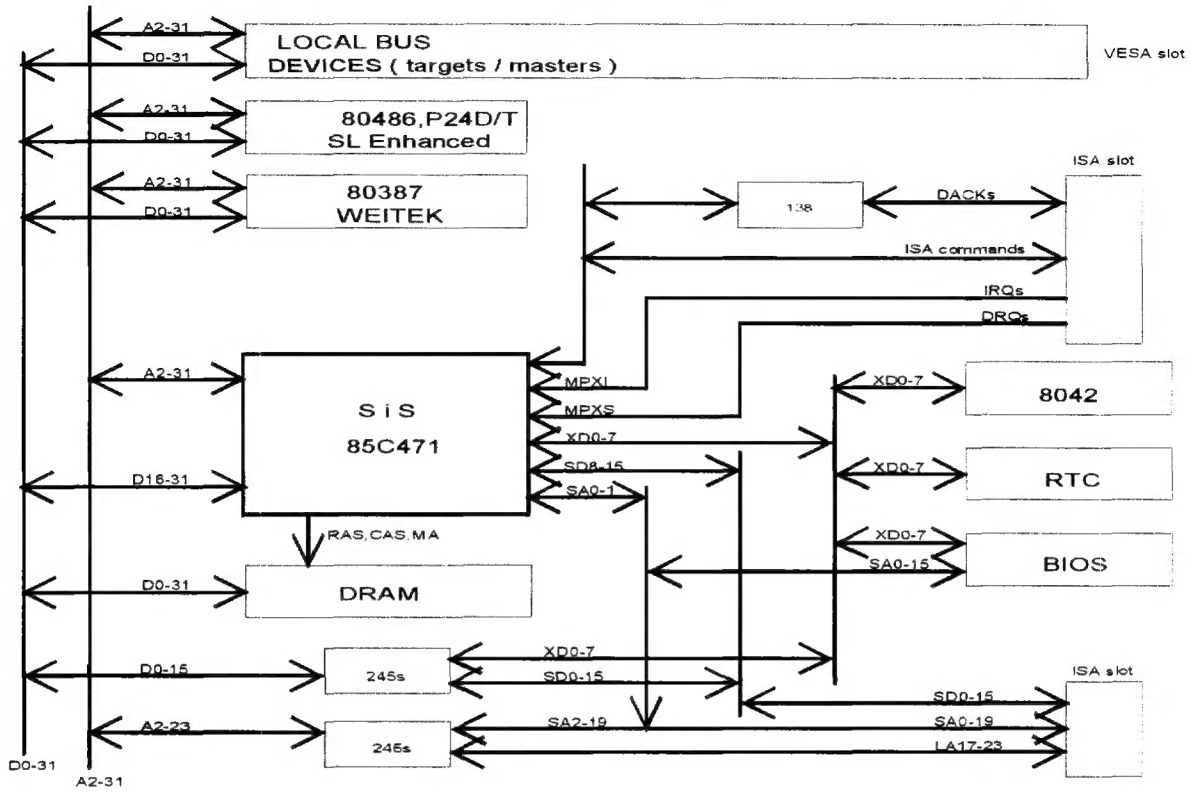 A2-31
D0-31
LOCAL BUS
DEVICES ( targets / masters )
VESA slot
A2-31
D0-31
80486,P24D/T
SL Enhanced
A2-31
D0-31
80387
WEITEK
ISA slot
138
DACKs
ISA commands
IRQs
DRQs
A2-31
D16-31
SiS
85C471
MPXI
MPXS
XD0-7
SD8-15
SA0-1
XD0-7
8042
XD0-7
RTC
XD0-7
SA0-15
BIOS
RAS,CAS,MA
D0-31
DRAM
D0-15
245s
XD0-7
SD0-15
A2-23
245s
SA2-19
ISA slot
SD0-15
SA0-19
LA17-23
D0-31
A2-31